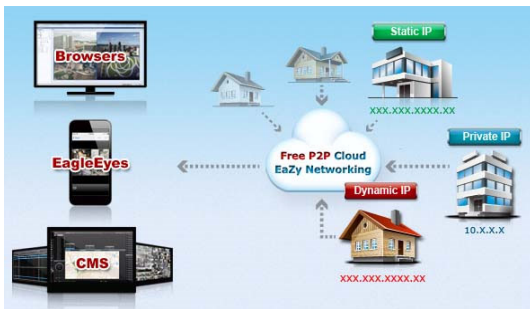 Browsers
Static IP
XXX.XXX.XXXX.XX
EagleEyes
Free P2P Cloud
EaZy Networking
Private IP
10.X.X.X
Dynamic IP
XXX.XXX.XXXX.XX
CMS